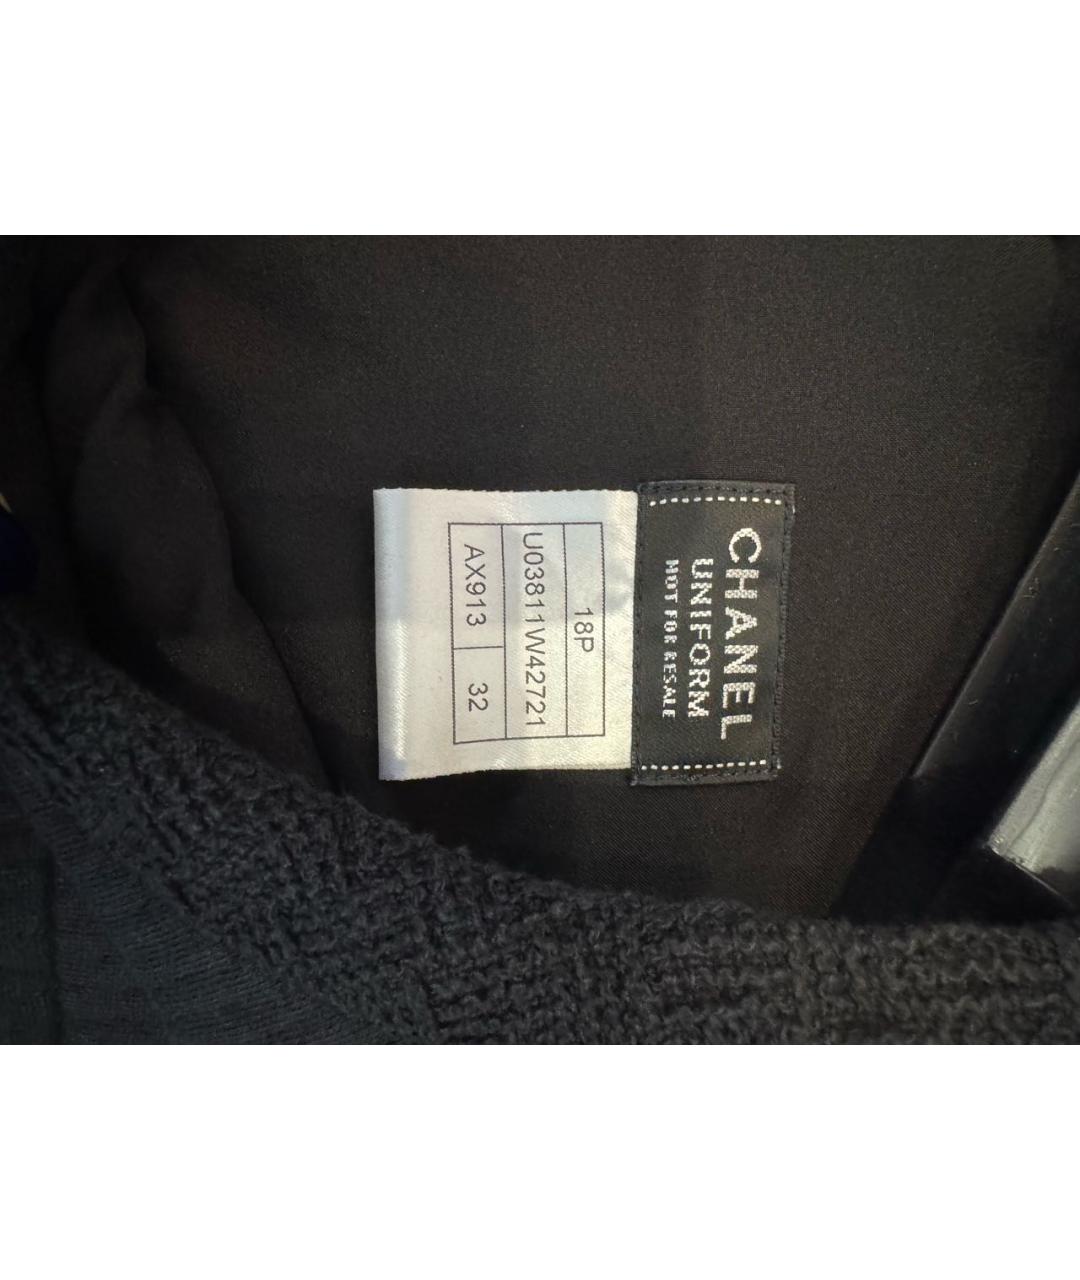 CHANEL
UNIFORM
NOT FOR RESALE
18P
U03811W42721
AX913 32